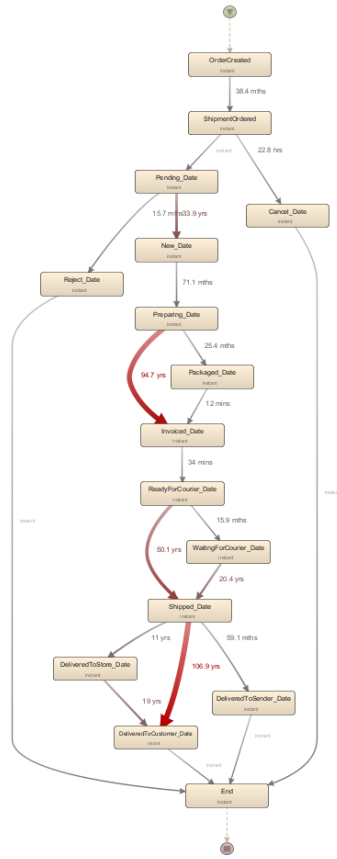 OrderCreated
instant
38.4 mths
ShipmentOrdered
instant
instant
22.8 hrs
Pending_Date
instant
Cancel_Date
instant
15.7 mths
33.9 yrs
New_Date
instant
Reject_Date
instant
71.1 mths
Preparing_Date
instant
25.4 mths
94.7 yrs
Packaged_Date
instant
12 mins
Invoiced_Date
instant
34 mins
ReadyForCourier_Date
instant
instant
instant
15.9 mths
50.1 yrs
WaitingForCourier_Date
instant
20.4 yrs
Shipped_Date
instant
11 yrs
59.1 mths
DeliveredToStore_Date
instant
106.9 yrs
19 yrs
DeliveredToSender_Date
instant
DeliveredToCustomer_Date
instant
instant
instant
End
instant